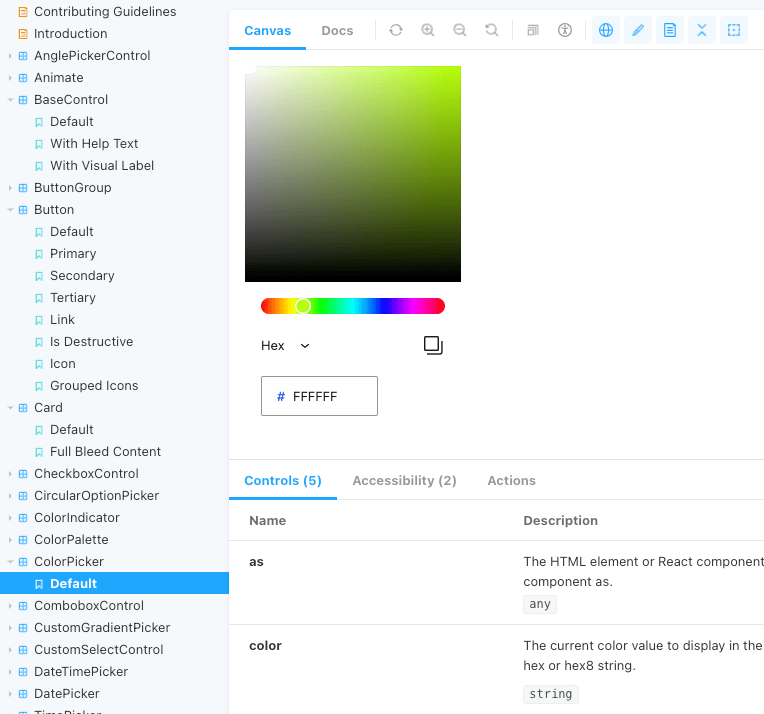 Contributing Guidelines
Introduction
AnglePickerControl
Animate
BaseControl
Default
With Help Text
With Visual Label
ButtonGroup
Button
Default
Primary
Secondary
Tertiary
Link
Is Destructive
Icon
Grouped Icons
Card
Default
Full Bleed Content
CheckboxControl
CircularOptionPicker
ColorIndicator
ColorPalette
ColorPicker
Default
ComboboxControl
CustomGradientPicker
CustomSelectControl
DateTimePicker
DatePicker
TimePicker
Canvas Docs
Hex
# FFFFFF
Controls (5) Accessibility (2) Actions
Name Description
as The HTML element or React component
component as.
any
color The current color value to display in the
hex or hex8 string.
string